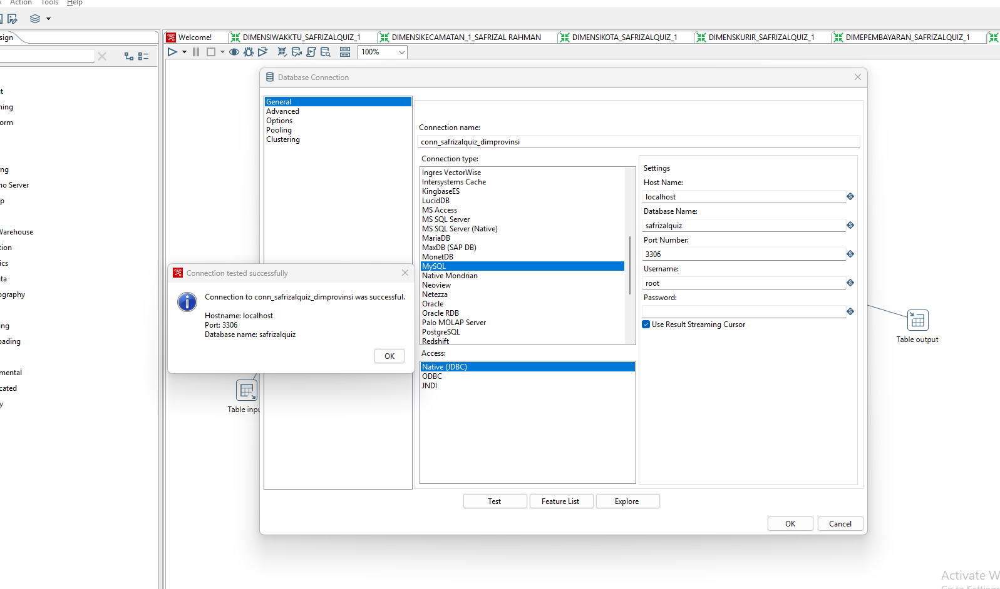 Action Tools Help
sign
Welcome! DIMENSIWAKKTU_SAFRIZALQUIZ_1 DIMENSIKECAMATAN_1_SAFRIZAL RAHMAN DIMENSIKOTA_SAFRIZALQUIZ_1 DIMENSKURIR_SAFRIZALQUIZ_1 DIMEPEMBAYARAN_SAFRIZALQUIZ_1
100%
t
ning
orm
ng
no Server
p
Warehouse
tion
ics
ta
ography
ng
oading
mental
cated
y
Database Connection
General
Advanced
Options
Pooling
Clustering
Connection name:
conn_safrizalquiz_dimprovinsi
Connection type:
Ingres VectorWise
Intersystems Cache
KingbaseES
LucidDB
MS Access
MS SQL Server
MS SQL Server (Native)
MariaDB
MaxDB (SAP DB)
MonetDB
MySQL
Native Mondrian
Neoview
Netezza
Oracle
Oracle RDB
Palo MOLAP Server
PostgreSQL
Redshift
Access:
Native (JDBC)
ODBC
JNDI
Settings
Host Name:
localhost
Database Name:
safrizalquiz
Port Number:
3306
Username:
root
Password:
Use Result Streaming Cursor
Test Feature List Explore
OK Cancel
Connection tested successfully
Connection to conn_safrizalquiz_dimprovinsi was successful.
Hostname: localhost
Port: 3306
Database name: safrizalquiz
OK
Table inpu
Table output
Activate W
Go to Settings